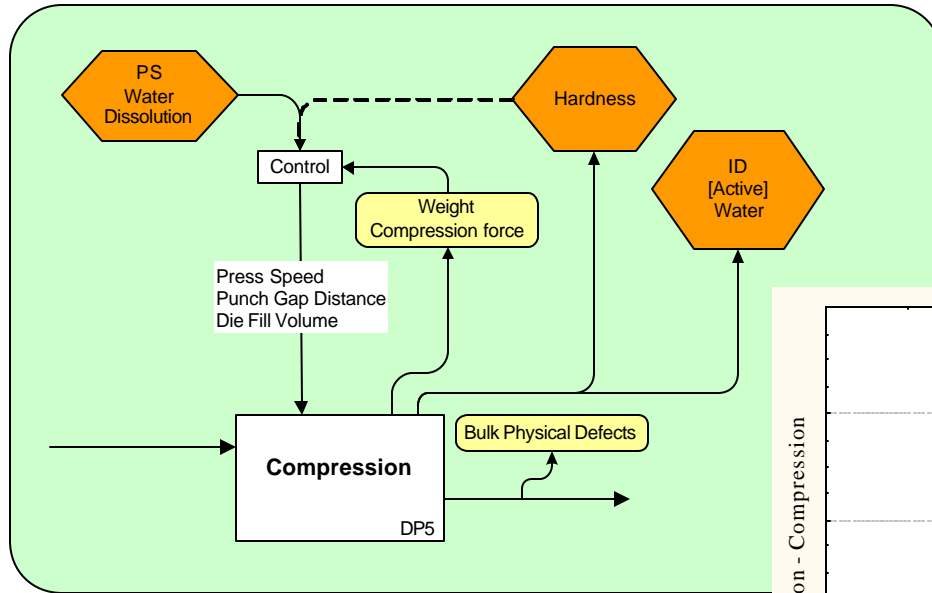 PS
Water
Dissolution
Hardness
ID
[Active]
Water
Control
Weight
Compression force
Press Speed
Punch Gap Distance
Die Fill Volume
Bulk Physical Defects
Compression
DP5
on - Compression